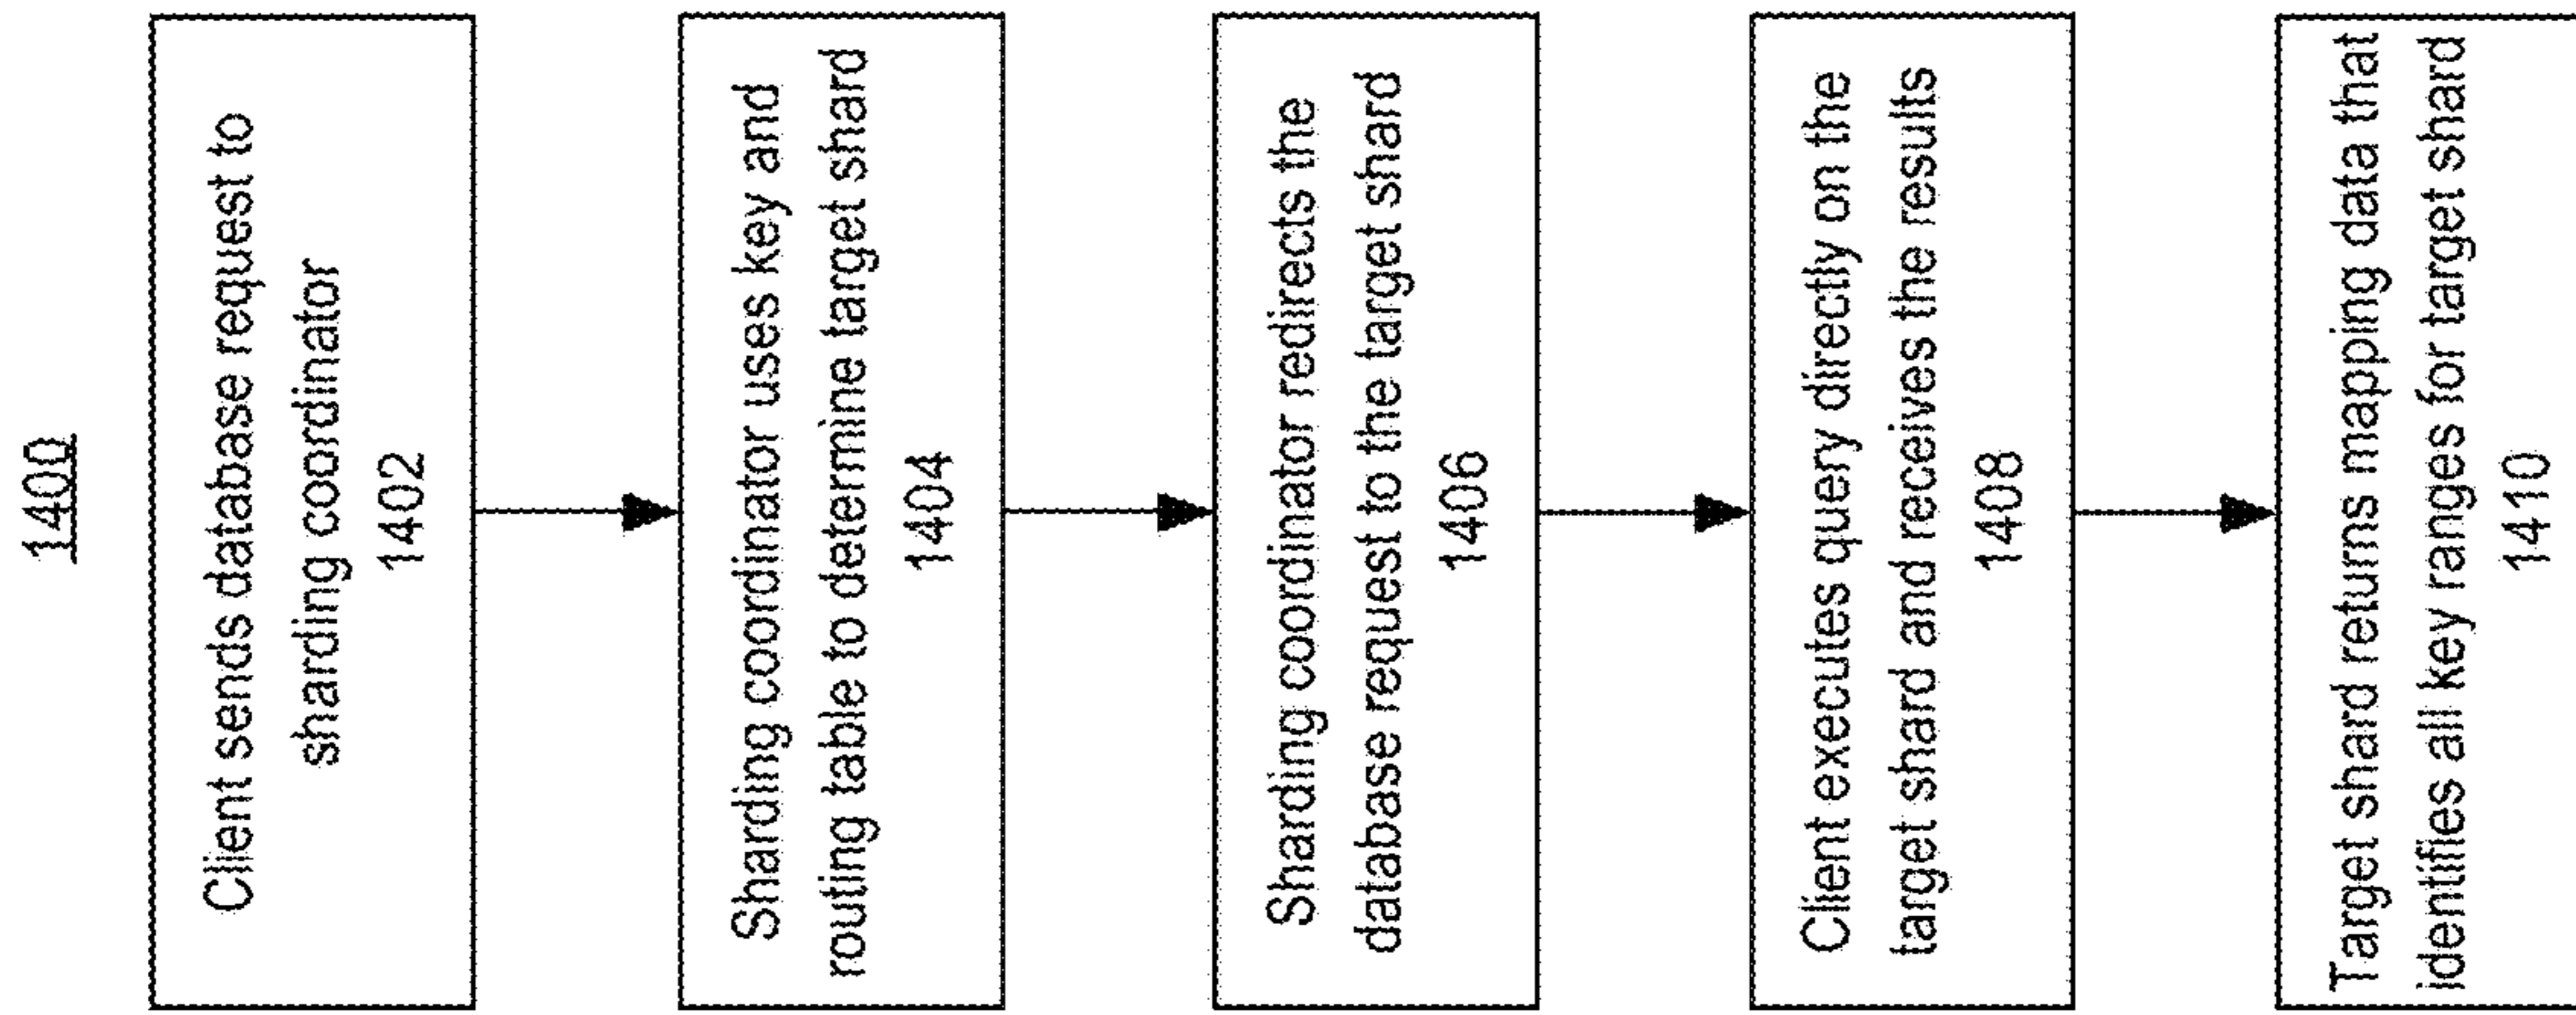 1400
Client sends database request to
sharding coordinator
1402
Sharding coordinator uses key and
routing table to determine target shard
1404
Sharding coordinator redirects the
database request to the target shard
1406
Client executes query directly on the
target shard and receives the results
1408
Target shard returns mapping data that
identifies all key ranges for target shard
1410